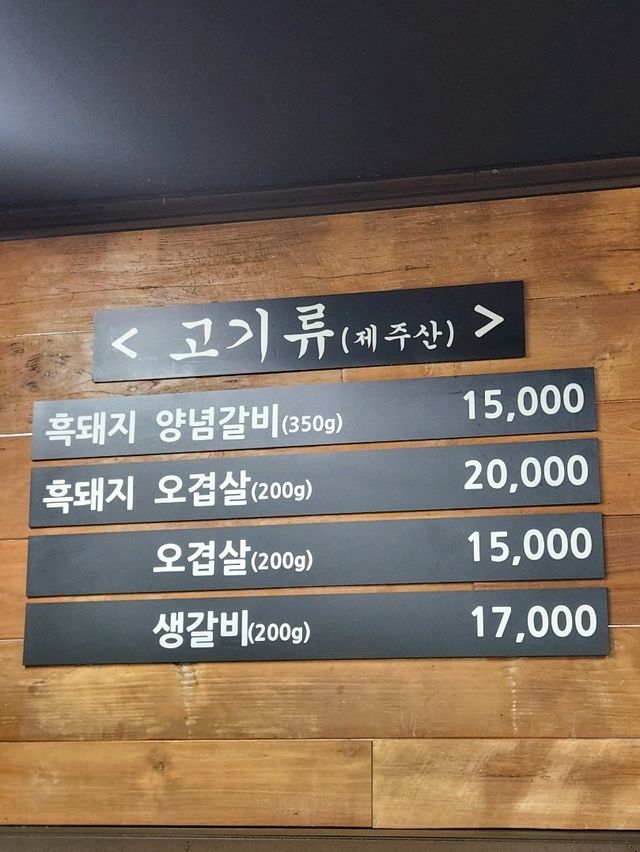 < 고기류(제주산) >
흑돼지 양념갈비(350g) 15,000
흑돼지 오겹살(200g) 20,000
오겹살(200g) 15,000
생갈비(200g) 17,000